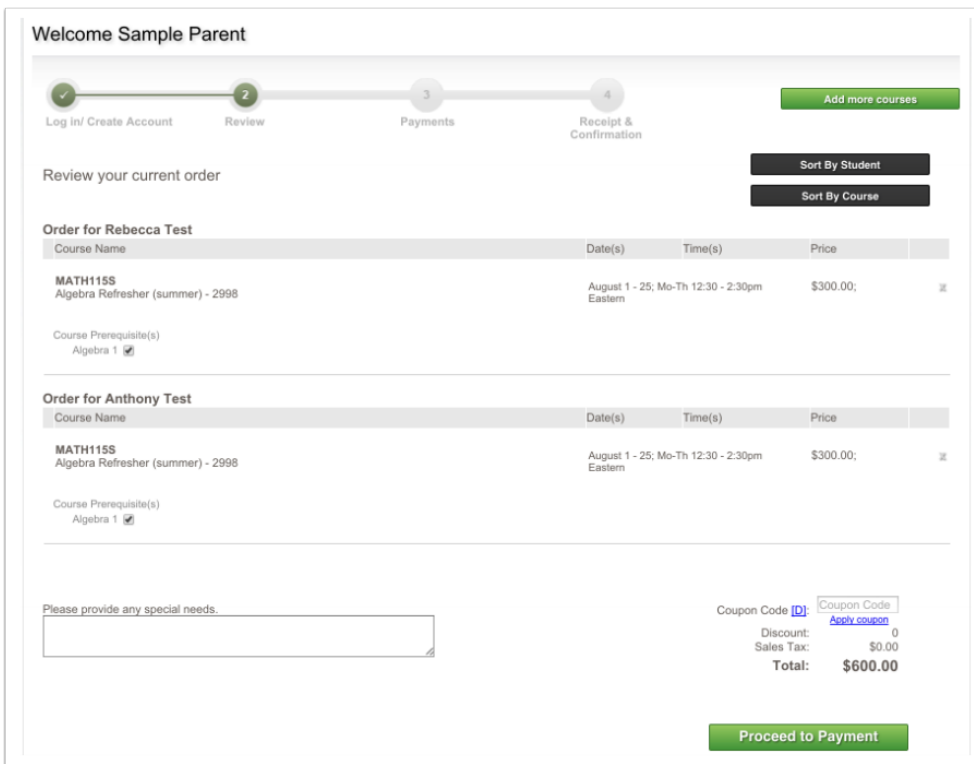 Welcome Sample Parent
2
3
4
Log in/ Create Account
Review
Payments
Receipt &
Confirmation
Add more courses
Review your current order
Sort By Student
Sort By Course
Order for Rebecca Test
Course Name Date(s) Time(s) Price
MATH115S
Algebra Refresher (summer) - 2998
August 1 - 25; Mo-Th 12:30 - 2:30pm
Eastern
$300.00;
Course Prerequisite(s)
Algebra 1
Order for Anthony Test
Course Name Date(s) Time(s) Price
MATH115S
Algebra Refresher (summer) - 2998
August 1 - 25; Mo-Th 12:30 - 2:30pm
Eastern
$300.00;
Course Prerequisite(s)
Algebra 1
Please provide any special needs.
Coupon Code [D]: Coupon Code
Apply coupon
Discount: 0
Sales Tax: $0.00
Total: $600.00
Proceed to Payment